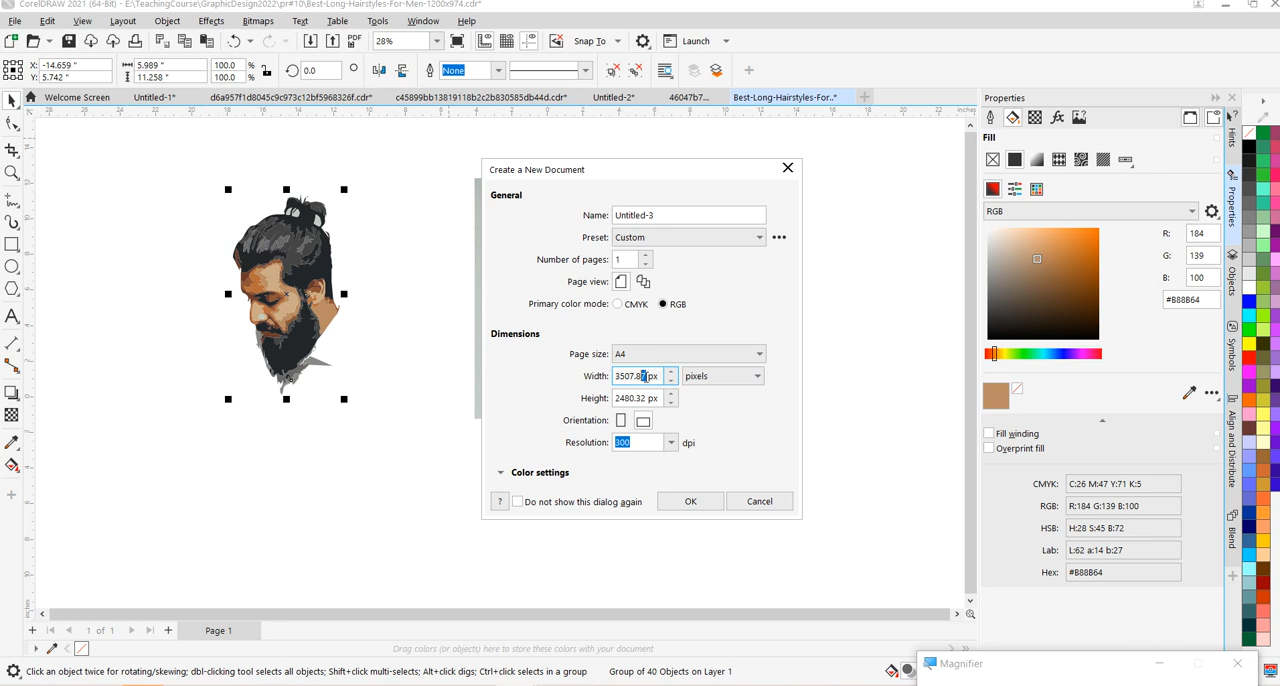 CorelDRAW 2021 (64-Bit) - E:\TeachingCourse\GraphicDesign2022\pr#10\Best-Long-Hairstyles-For-Men-1200x974.cdr*
File Edit View Layout Object Effects Bitmaps Text Table Tools Window Help
PDF 28% Snap To Launch
X: -14.659 " 5.989 " 100.0 % 0.0 None
Y: 5.742 " 11.258 " 100.0 %
Welcome Screen Untitled-1* d6a957f1d8045c9c973c12bf5968326f.cdr* c45899bb13819118b2c2b830585db44d.cdr* Untitled-2* 46047b7... Best-Long-Hairstyles-For..*
inches
Create a New Document
General
Name: Untitled-3
Preset: Custom
Number of pages: 1
Page view:
Primary color mode: CMYK RGB
Dimensions
Page size: A4
Width: 3507.87 px pixels
Height: 2480.32 px
Orientation:
Resolution: 300 dpi
Color settings
? Do not show this dialog again OK Cancel
Properties
Fill
RGB
R: 184
G: 139
B: 100
#B88B64
Fill winding
Overprint fill
CMYK: C:26 M:47 Y:71 K:5
RGB: R:184 G:139 B:100
HSB: H:28 S:45 B:72
Lab: L:62 a:14 b:27
Hex: #B88B64
Hints
Properties
Objects
Symbols
Align and Distribute
Blend
1 of 1 Page 1
Drag colors (or objects) here to store these colors with your document
Click an object twice for rotating/skewing; dbl-clicking tool selects all objects; Shift+click multi-selects; Alt+click digs; Ctrl+click selects in a group Group of 40 Objects on Layer 1
Magnifier